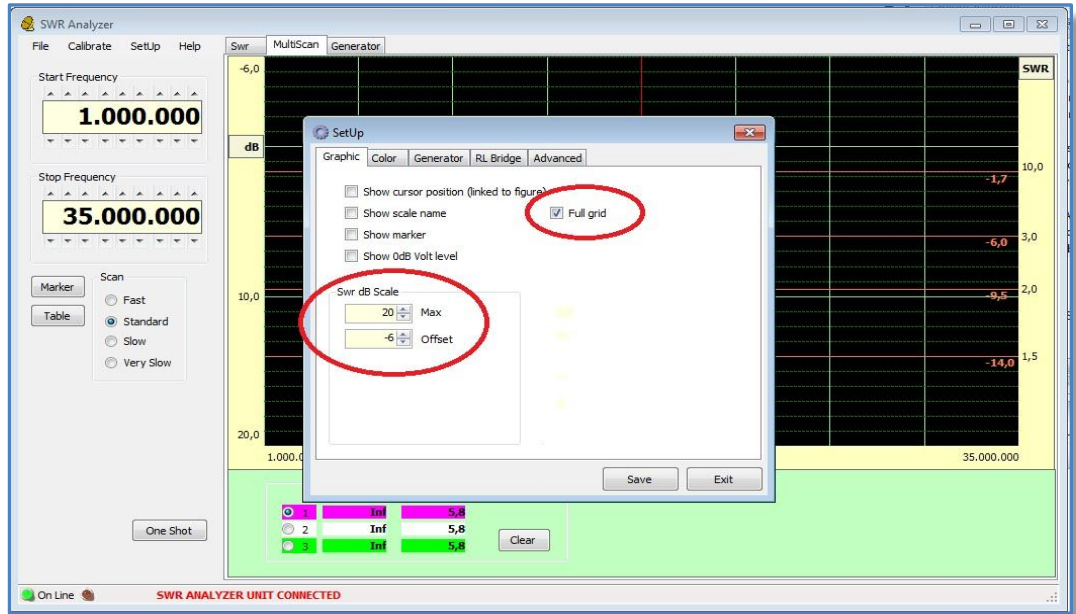 SWR Analyzer
File Calibrate SetUp Help
Swr MultiScan Generator
Start Frequency
1.000.000
Stop Frequency
35.000.000
Marker
Table
Scan
Fast
Standard
Slow
Very Slow
One Shot
-6,0
dB
10,0
20,0
SWR
10,0
-1,7
3,0
-6,0
2,0
-9,5
1,5
-14,0
35.000.000
SetUp
Graphic Color Generator RL Bridge Advanced
Show cursor position (linked to figure)
Show scale name
Full grid
Show marker
Show 0dB Volt level
Swr dB Scale
20 Max
-6 Offset
Save Exit
1 Inf 5,8
2 Inf 5,8
3 Inf 5,8
Clear
On Line
SWR ANALYZER UNIT CONNECTED